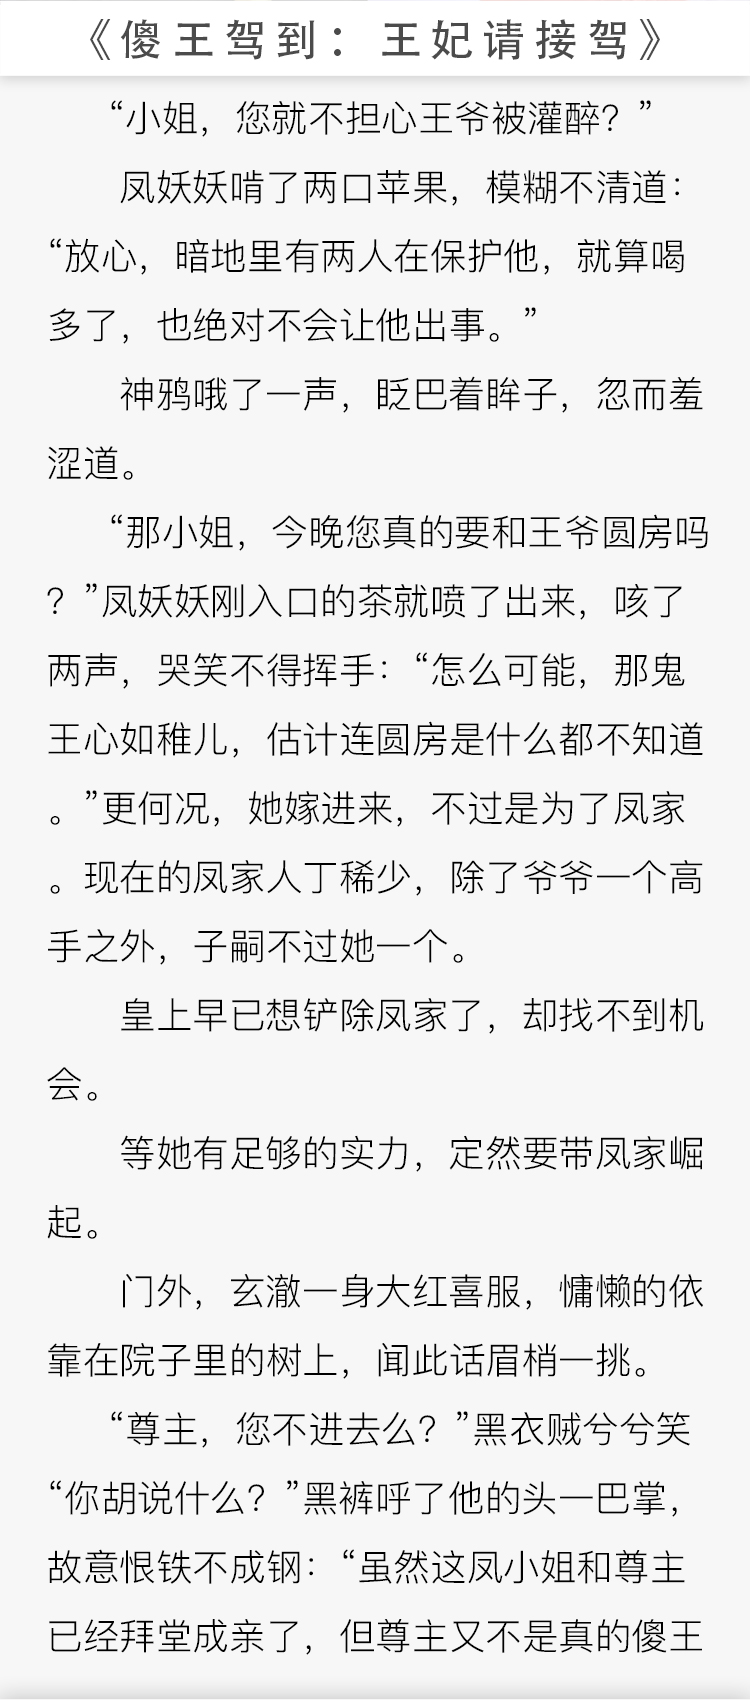 《傻王驾到：王妃请接驾》
“小姐，您就不担心王爷被灌醉？”
凤妖妖啃了两口苹果，模糊不清道：
“放心，暗地里有两人在保护他，就算喝
多了，也绝对不会让他出事。”
神鸦哦了一声，眨巴着眸子，忽而羞
涩道。
“那小姐，今晚您真的要和王爷圆房吗
？”凤妖妖刚入口的茶就喷了出来，咳了
两声，哭笑不得挥手：“怎么可能，那鬼
王心如稚儿，估计连圆房是什么都不知道
。”更何况，她嫁进来，不过是为了凤家
。现在的凤家人丁稀少，除了爷爷一个高
手之外，子嗣不过她一个。
皇上早已想铲除凤家了，却找不到机
会。
等她有足够的实力，定然要带凤家崛
起。
门外，玄澈一身大红喜服，慵懒的依
靠在院子里的树上，闻此话眉梢一挑。
“尊主，您不进去么？”黑衣贼兮兮笑
“你胡说什么？”黑裤呼了他的头一巴掌，
故意恨铁不成钢：“虽然这凤小姐和尊主
已经拜堂成亲了，但尊主又不是真的傻王